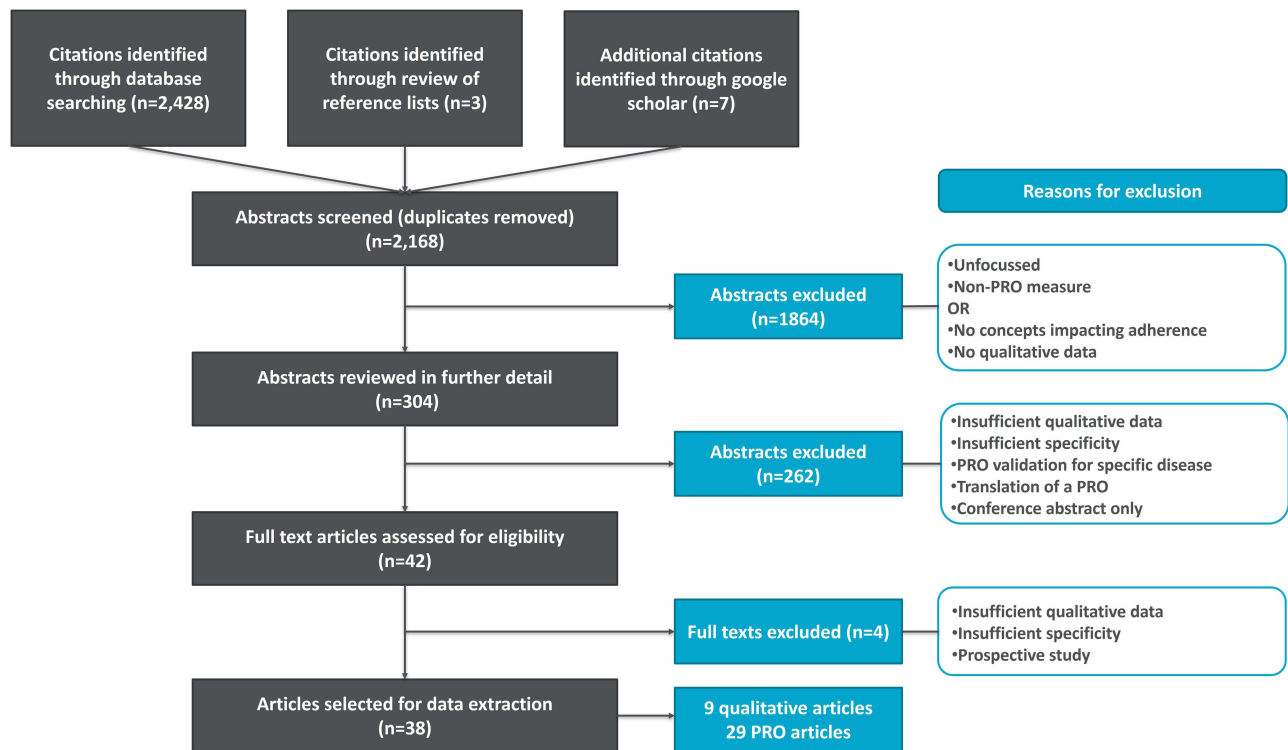 Citations identified
through database
searching (n=2,428)
Citations identified
through review of
reference lists (n=3)
Additional citations
identified through google
scholar (n=7)
Abstracts screened (duplicates removed)
(n=2,168)
Reasons for exclusion
Abstracts excluded
(n=1864)
•Unfocussed
•Non-PRO measure
OR
•No concepts impacting adherence
•No qualitative data
Abstracts reviewed in further detail
(n=304)
Abstracts excluded
(n=262)
•Insufficient qualitative data
•Insufficient specificity
•PRO validation for specific disease
•Translation of a PRO
•Conference abstract only
Full text articles assessed for eligibility
(n=42)
Full texts excluded (n=4)
•Insufficient qualitative data
•Insufficient specificity
•Prospective study
Articles selected for data extraction
(n=38)
9 qualitative articles
29 PRO articles